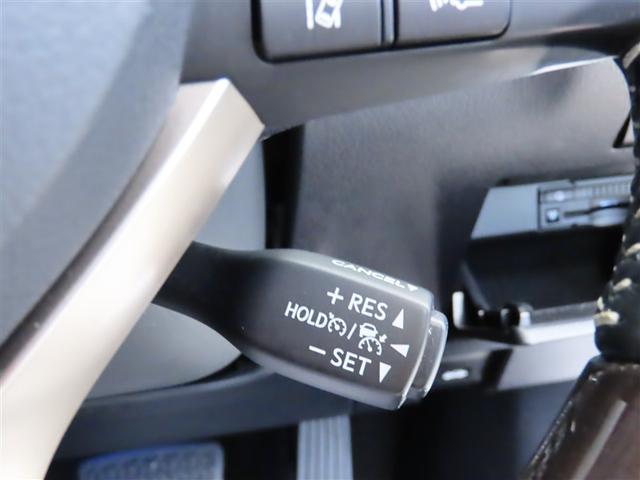 CANCEL
+ RES
HOLD /
− SET